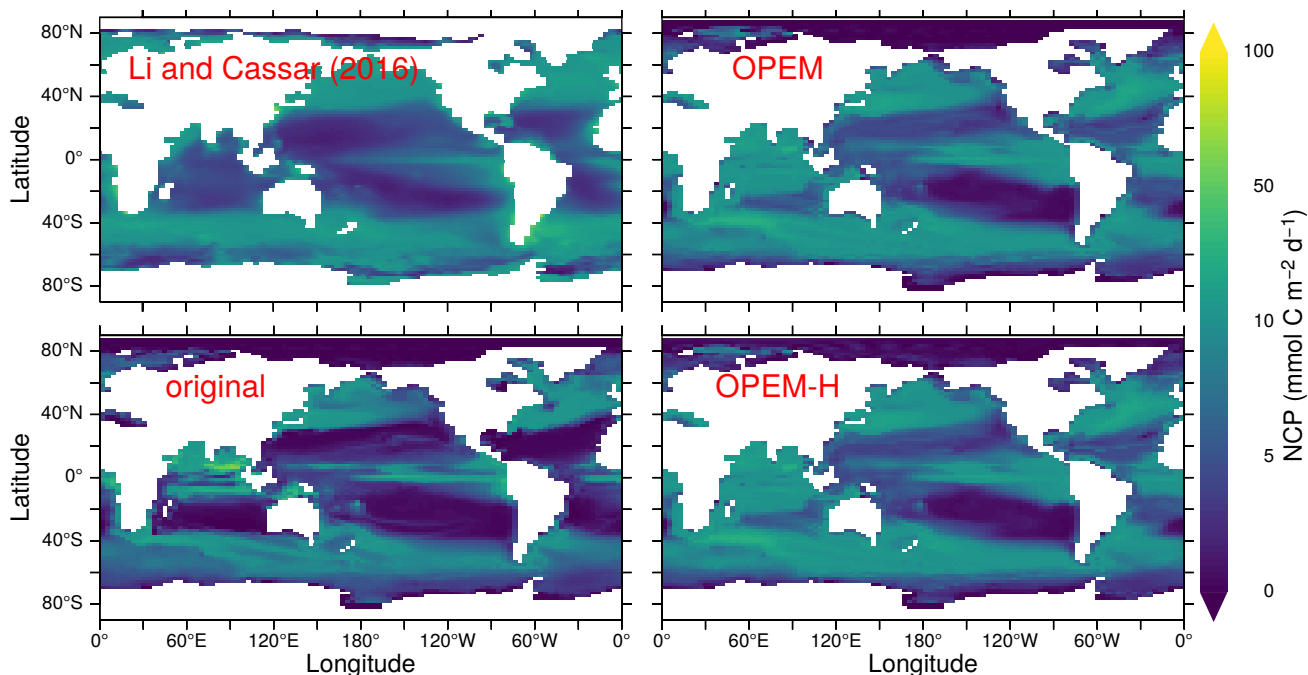 80°N
40°N
0°
40°S
80°S
Latitude
Li and Cassar (2016)
OPEM
80°N
40°N
0°
40°S
80°S
Latitude
original
OPEM-H
0°
60°E
120°E
180°
120°W
60°W
0°
Longitude
0°
60°E
120°E
180°
120°W
60°W
0°
Longitude
100
50
10
5
0
NCP (mmol C m−2 d−1)